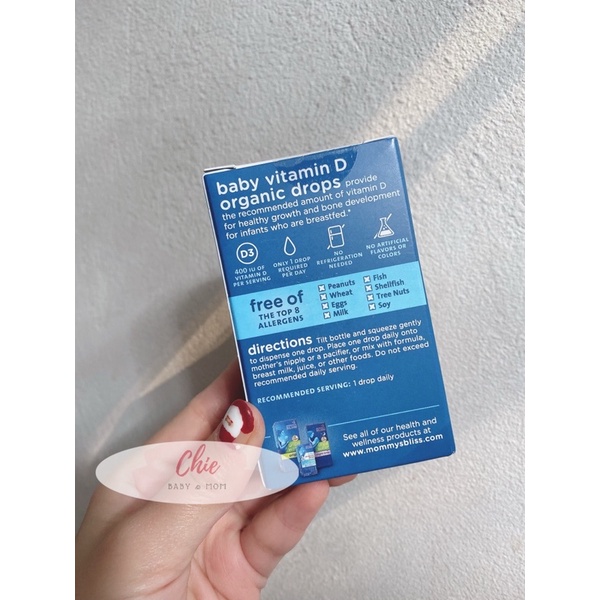 baby vitamin D
organic drops provide
the recommended amount of vitamin D
for healthy growth and bone development
for infants who are breastfed.*
D3
400 IU OF
VITAMIN D
PER SERVING
ONLY 1 DROP
REQUIRED
PER DAY
NO
REFRIGERATION
NEEDED
NO ARTIFICIAL
FLAVORS OR
COLORS
free of
THE TOP 8
ALLERGENS
Peanuts
Wheat
Eggs
Milk
Fish
Shellfish
Tree Nuts
Soy
directions Tilt bottle and squeeze gently
to dispense one drop. Place one drop daily onto
mother's nipple or a pacifier, or mix with formula,
breast milk, juice, or other foods. Do not exceed
recommended daily serving.
RECOMMENDED SERVING: 1 drop daily
See all of our health and
wellness products at
www.mommysbliss.com
Chie
BABY & MOM